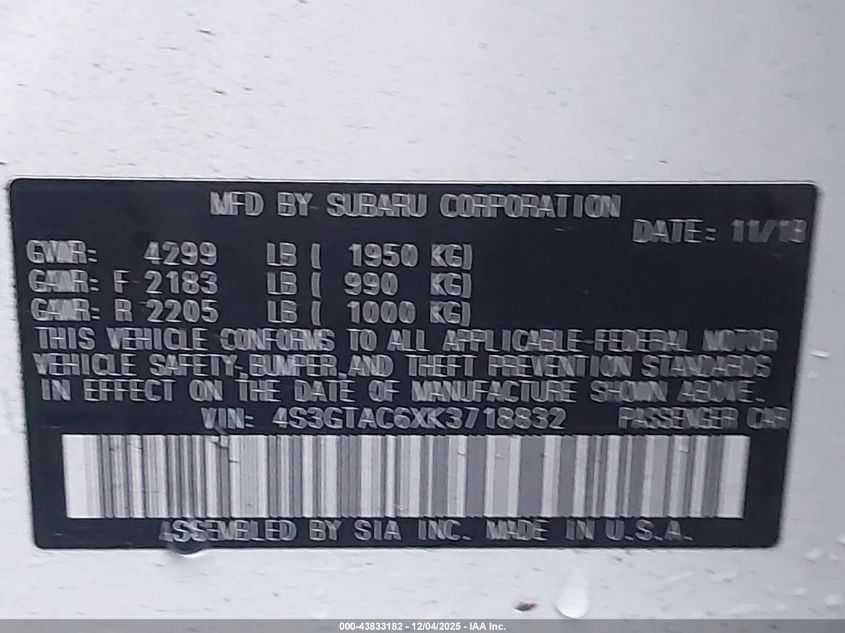 MFD BY SUBARU CORPORATION
DATE: 11/18
GVWR: 4299 LB ( 1950 KG)
GAWR: F 2183 LB ( 990 KG)
GAWR: R 2205 LB ( 1000 KG)
THIS VEHICLE CONFORMS TO ALL APPLICABLE FEDERAL MOTOR
VEHICLE SAFETY, BUMPER, AND THEFT PREVENTION STANDARDS
IN EFFECT ON THE DATE OF MANUFACTURE SHOWN ABOVE.
VIN: 4S3GTAC6XK3718832 PASSENGER CAR
ASSEMBLED BY SIA INC. MADE IN U.S.A.
000-43833182 - 12/04/2025 - IAA Inc.